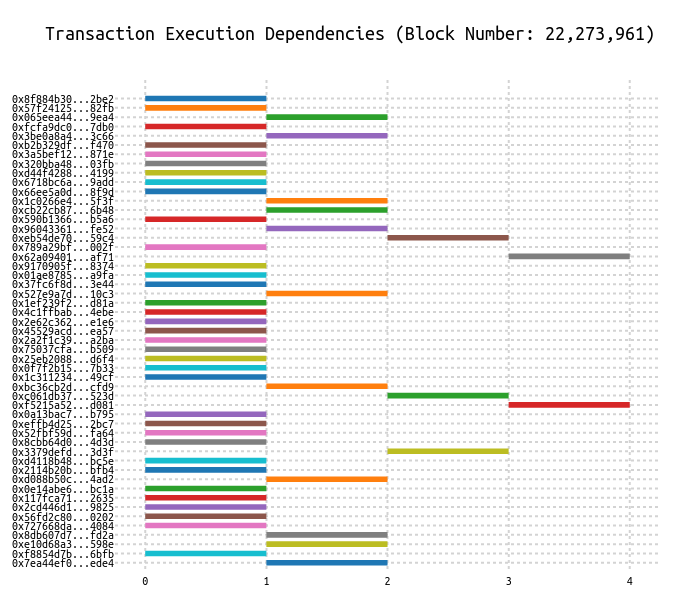 Transaction Execution Dependencies (Block Number: 22,273,961)
0x8f884b30...2be2
0x57f24125...82fb
0x065eea44...9ea4
0xfcfa9dc0...7db0
0x3be0a8a4...3c66
0xb2b329df...f470
0x3a5bef12...871e
0x320bba48...03fb
0xd44f4288...4199
0x6718bc6a...9add
0x66ee5a0d...8f9d
0x1c0266e4...5f3f
0xcb22cb87...6b48
0x590b1366...b5a6
0x96043361...fe52
0xeb54de70...59c4
0x789a29bf...002f
0x62a09401...af71
0x9170905f...8374
0x01ae8785...a9fa
0x37fc6f8d...3e44
0x527e9a7d...10c3
0x1ef239f2...d81a
0x4c1ffbab...4ebe
0x2e62c362...e1e6
0x45529acd...ea57
0x2a2f1c39...a2ba
0x75037cfa...b509
0x25eb2088...d6f4
0x0f7f2b15...7b33
0x1c311234...49cf
0xbc36cb2d...cfd9
0xc061db37...523d
0xf5215a52...d081
0x0a13bac7...b795
0xeffb4d25...2bc7
0x52fbf59d...fa64
0x8cbb64d0...4d3d
0x3379defd...3d3f
0xd4118b48...bc5e
0x2114b20b...bfb4
0xd088b50c...4ad2
0x0e14abe6...bc1a
0x117fca71...2635
0x2cd446d1...9825
0x56fd2c80...0202
0x727668da...4084
0x8db607d7...fd2a
0xe10d68a3...598e
0xf8854d7b...6bfb
0x7ea44ef0...ede4
0 1 2 3 4